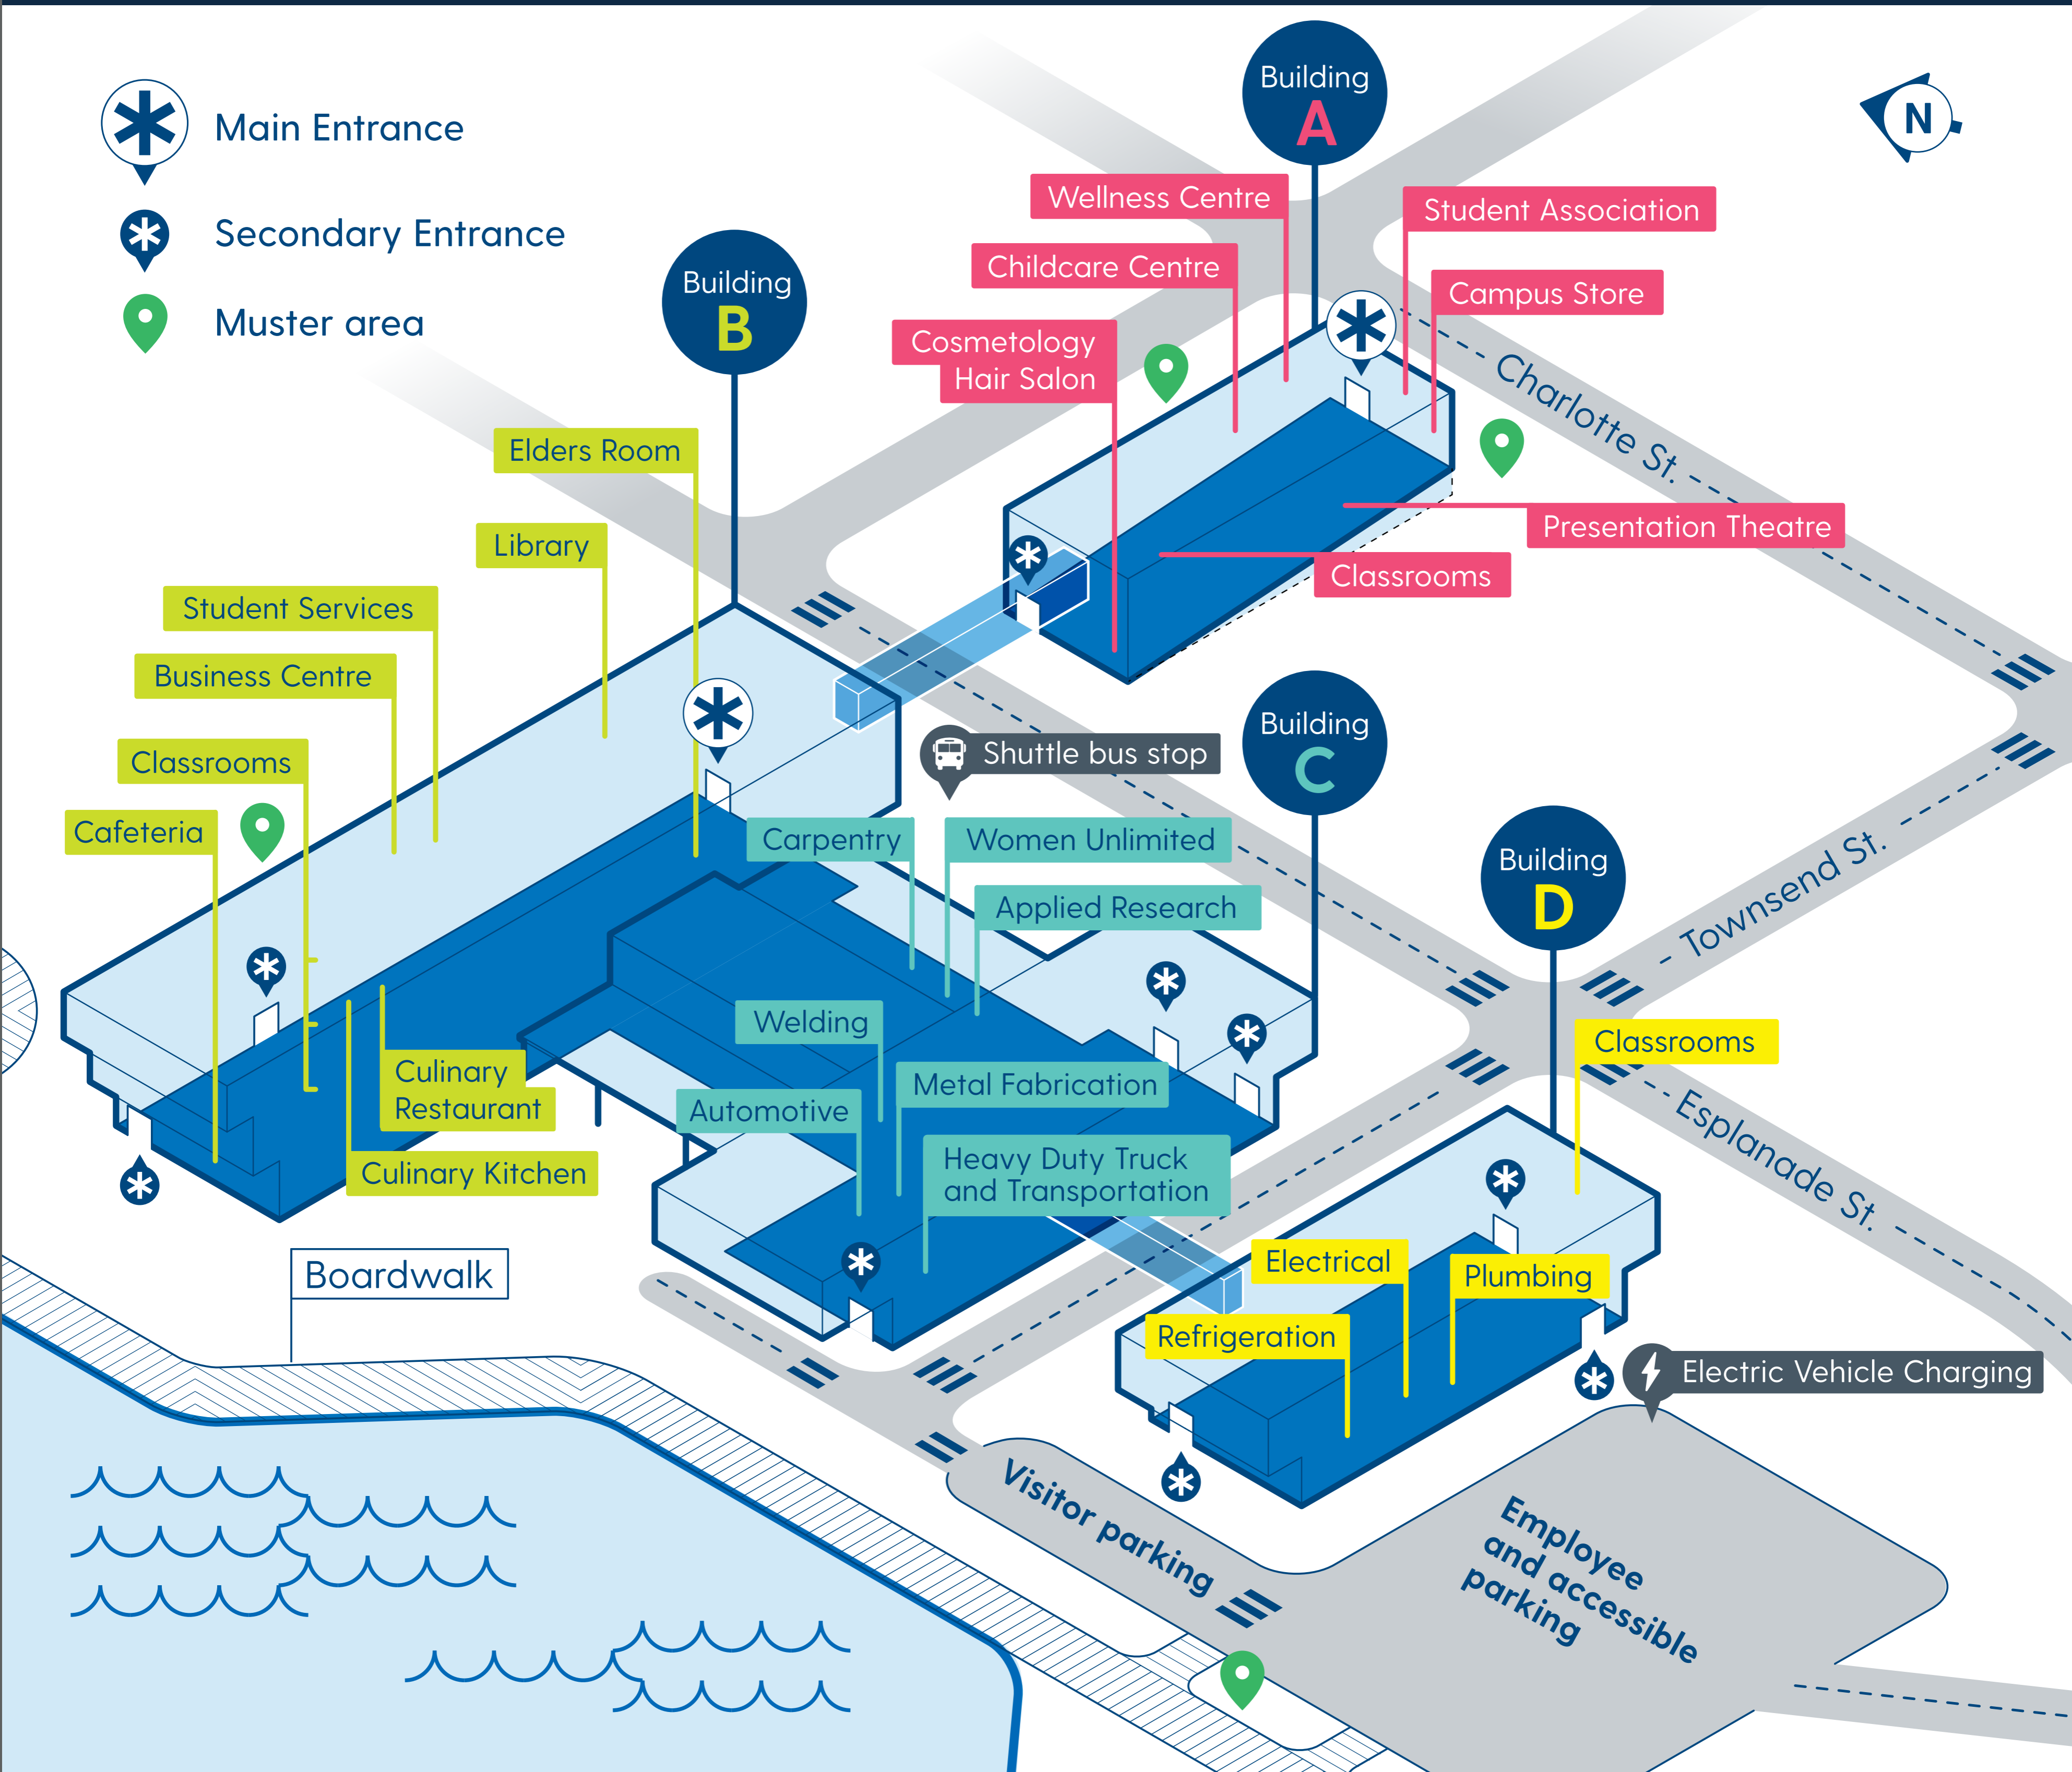 Main Entrance
Secondary Entrance
Muster area
Building
A
N
Wellness Centre
Student Association
Childcare Centre
Campus Store
Cosmetology
Hair Salon
Charlotte St.
Presentation Theatre
Classrooms
Building
B
Elders Room
Library
Student Services
Business Centre
Classrooms
Cafeteria
Culinary
Restaurant
Culinary Kitchen
Shuttle bus stop
Building
C
Carpentry
Women Unlimited
Applied Research
Welding
Metal Fabrication
Automotive
Heavy Duty Truck
and Transportation
Building
D
Townsend St.
Classrooms
Esplanade St.
Electrical
Plumbing
Refrigeration
Electric Vehicle Charging
Boardwalk
Visitor parking
Employee
and accessible
parking